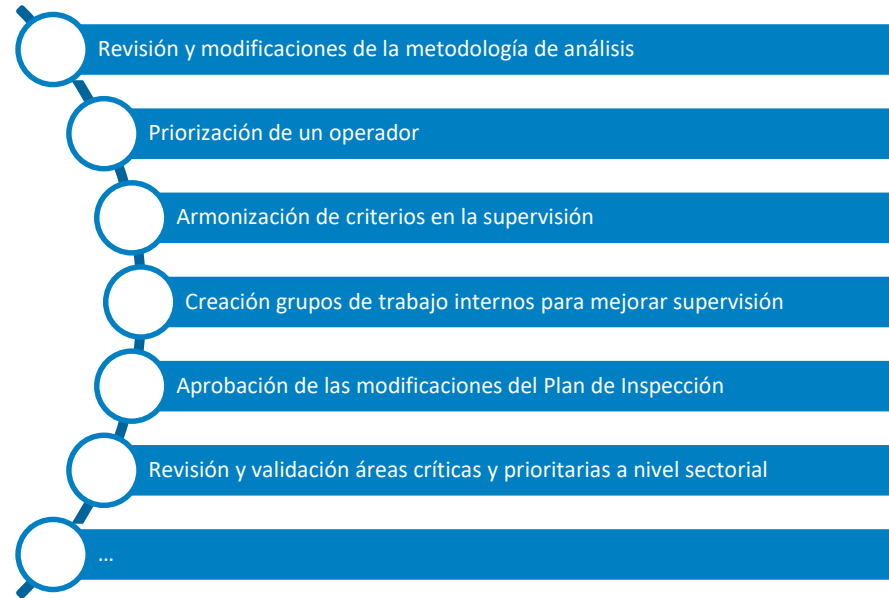 Revisión y modificaciones de la metodología de análisis
Priorización de un operador
Armonización de criterios en la supervisión
Creación grupos de trabajo internos para mejorar supervisión
Aprobación de las modificaciones del Plan de Inspección
Revisión y validación áreas críticas y prioritarias a nivel sectorial
...